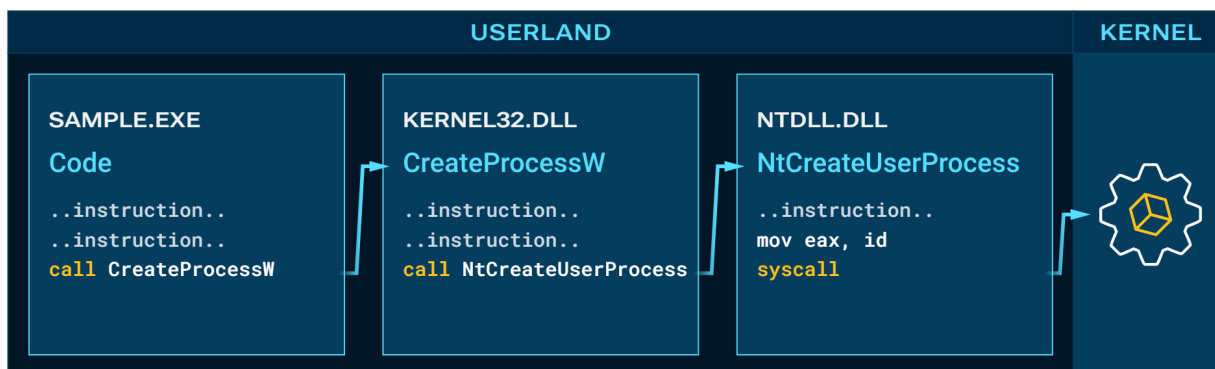 USERLAND
KERNEL
SAMPLE.EXE
Code
..instruction..
..instruction..
call CreateProcessW
KERNEL32.DLL
CreateProcessW
..instruction..
..instruction..
call NtCreateUserProcess
NTDLL.DLL
NtCreateUserProcess
..instruction..
mov eax, id
syscall